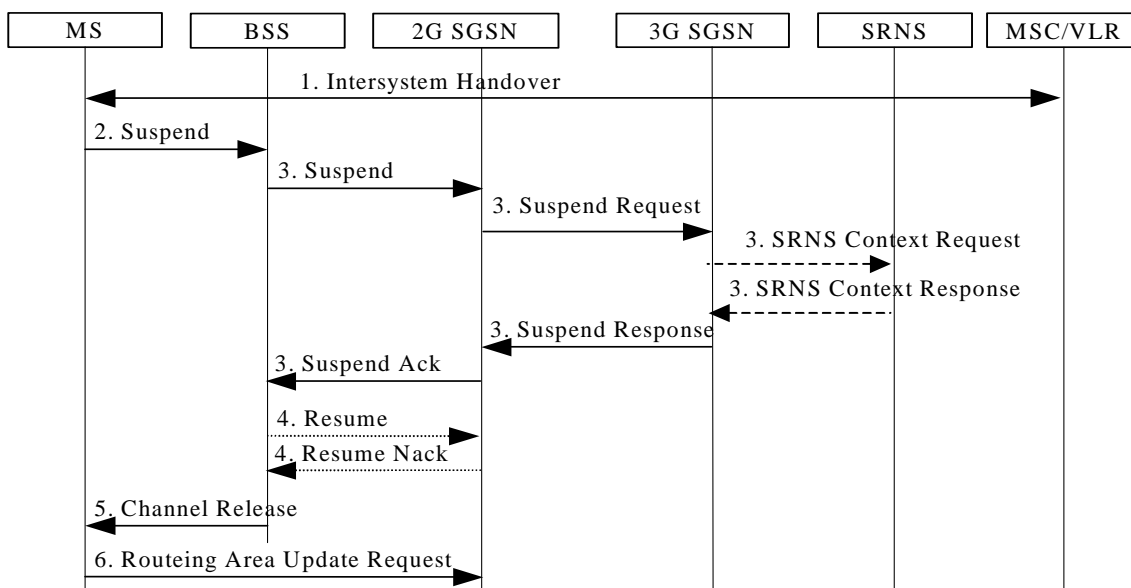 MS
BSS
2G SGSN
3G SGSN
SRNS
MSC/VLR
1. Intersystem Handover
2. Suspend
3. Suspend
3. Suspend Request
3. SRNS Context Request
3. SRNS Context Response
3. Suspend Response
3. Suspend Ack
4. Resume
4. Resume Nack
5. Channel Release
6. Routeing Area Update Request